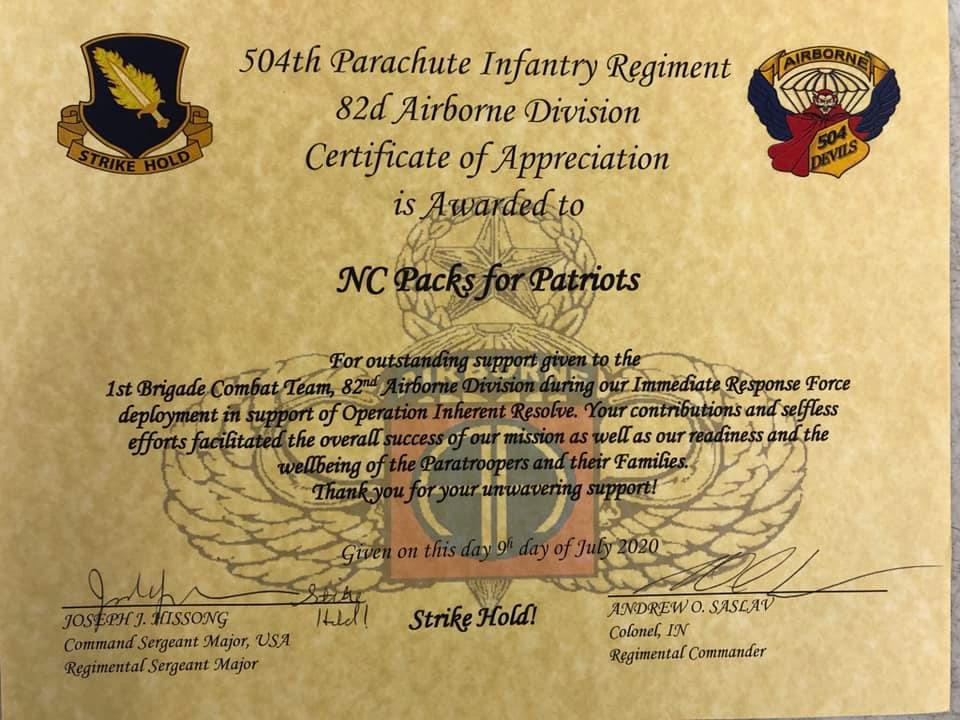 504th Parachute Infantry Regiment
82d Airborne Division
Certificate of Appreciation
is Awarded to
STRIKE HOLD
AIRBORNE
504
DEVILS
NC Packs for Patriots
For outstanding support given to the
1st Brigade Combat Team, 82nd Airborne Division during our Immediate Response Force
deployment in support of Operation Inherent Resolve. Your contributions and selfless
efforts facilitated the overall success of our mission as well as our readiness and the
wellbeing of the Paratroopers and their Families.
Thank you for your unwavering support!
Given on this day 9th day of July 2020
Strike
Hold!
JOSEPH J. HISSONG
Command Sergeant Major, USA
Regimental Sergeant Major
Strike Hold!
ANDREW O. SASLAV
Colonel, IN
Regimental Commander